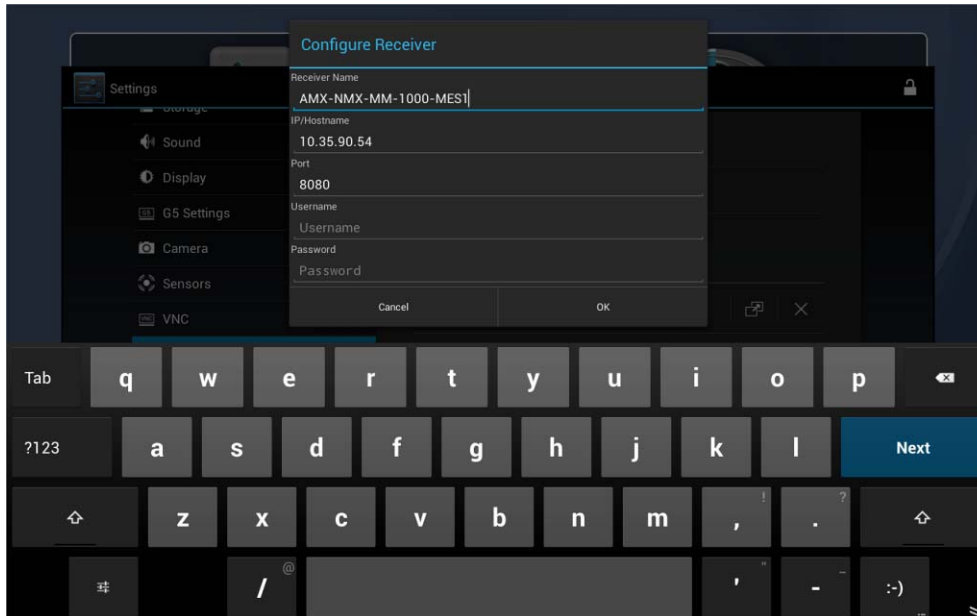 Configure Receiver
Receiver Name
AMX-NMX-MM-1000-MES1
IP/Hostname
10.35.90.54
Port
8080
Username
Username
Password
Password
Cancel
OK
Settings
Storage
Sound
Display
G5 Settings
Camera
Sensors
VNC
Tab q w e r t y u i o p
?123 a s d f g h j k l Next
z x c v b n m , ! . ?
/ @ ' " - _ :-)